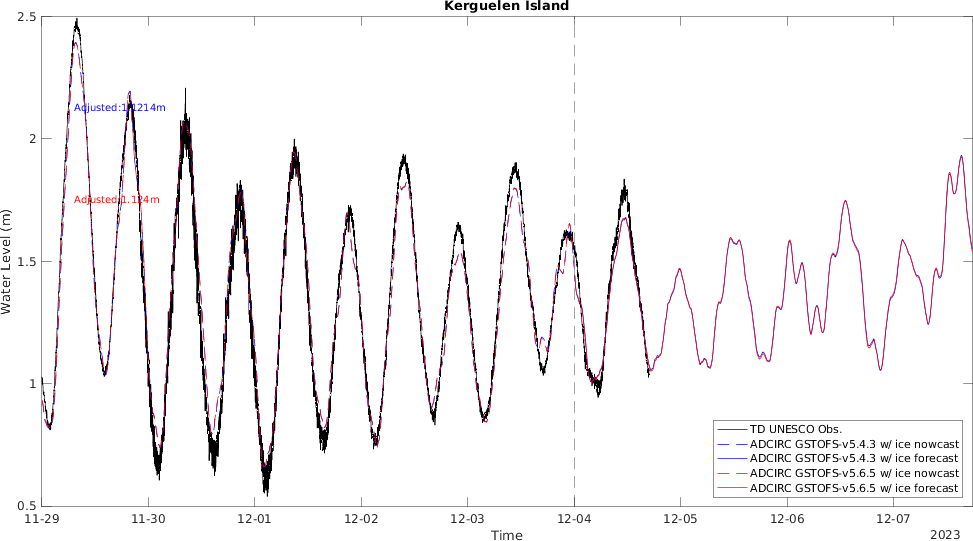 Kerguelen Island
2.5
2
1.5
1
0.5
Water Level (m)
Adjusted:1.1214m
Adjusted:1.124m
TD UNESCO Obs.
ADCIRC GSTOFS-v5.4.3 w/ ice nowcast
ADCIRC GSTOFS-v5.4.3 w/ ice forecast
ADCIRC GSTOFS-v5.6.5 w/ ice nowcast
ADCIRC GSTOFS-v5.6.5 w/ ice forecast
11-29 11-30 12-01 12-02 12-03 12-04 12-05 12-06 12-07
Time
2023